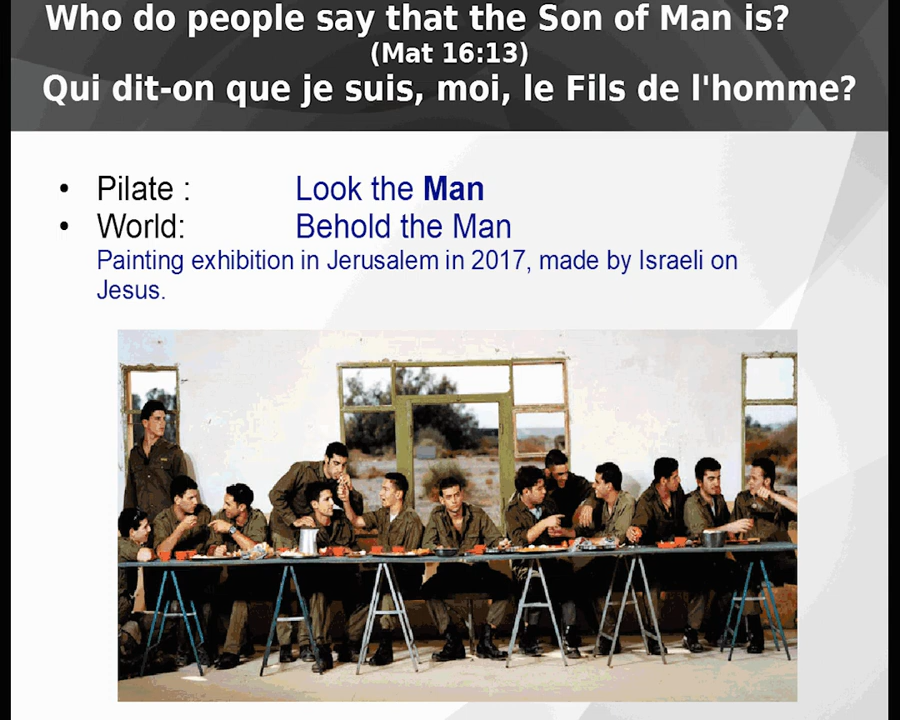 Who do people say that the Son of Man is?
(Mat 16:13)
Qui dit-on que je suis, moi, le Fils de l'homme?
• Pilate : Look the Man
• World: Behold the Man
Painting exhibition in Jerusalem in 2017, made by Israeli on
Jesus.